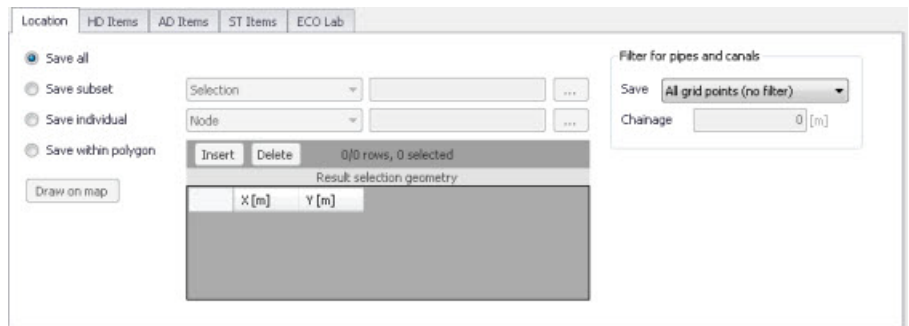 Location HD Items AD Items ST Items ECO Lab
Save all
Save subset Selection ...
Save individual Node ...
Save within polygon
Draw on map
Insert Delete 0/0 rows, 0 selected
Result selection geometry
X [m] Y [m]
Filter for pipes and canals
Save All grid points (no filter)
Chainage 0 [m]